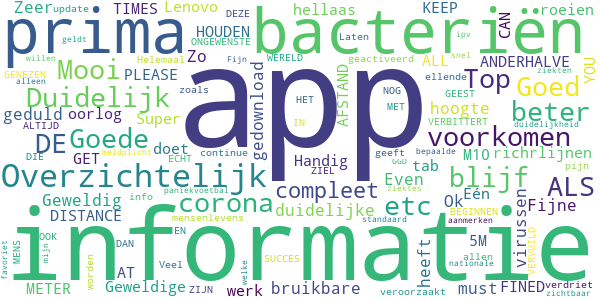 Zeer update TIMES Lenovo hellaas KEEP CAN roeien
prima bacteriën
geldt HOUDEN DEZE Laten ipv snel
willen Helemaal Zo Fijn WERELD geactiveerd ALL ANDERHALVE ziekten
GENEZEN ONGEWENSTE
alleen Mooi PLEASE gedownload app AFSTAND ellende Top Goed YOU
Duidelijk zoals HET NOG GEEST hoogte beter
geduld oorlog Super IN MET VERBITTERT duidelijkheid
ALTIJD DE Goede doet Handig geeft voorkomen
DIE meldplicht GET ECHT continue ZIEL GGD bepaalde M10 richrlijnen pijn
Overzichtelijk paniekvoetbal ziektes Even tab blijf ALS
Geweldig info corona compleet etc Ok Eén Fijne
DISTANCE mensenlevens duidelijke standaard BEGINNEN virussen aanmerken
informatie
favoriet MENS OOK mijn DAN EN welke heeft 5M allen VERVUILD
METER worden AT Geweldige Veel ZIJN SUCCES werk bruikbare veroorzaakt must nationale FINED verdriet zichtbaar